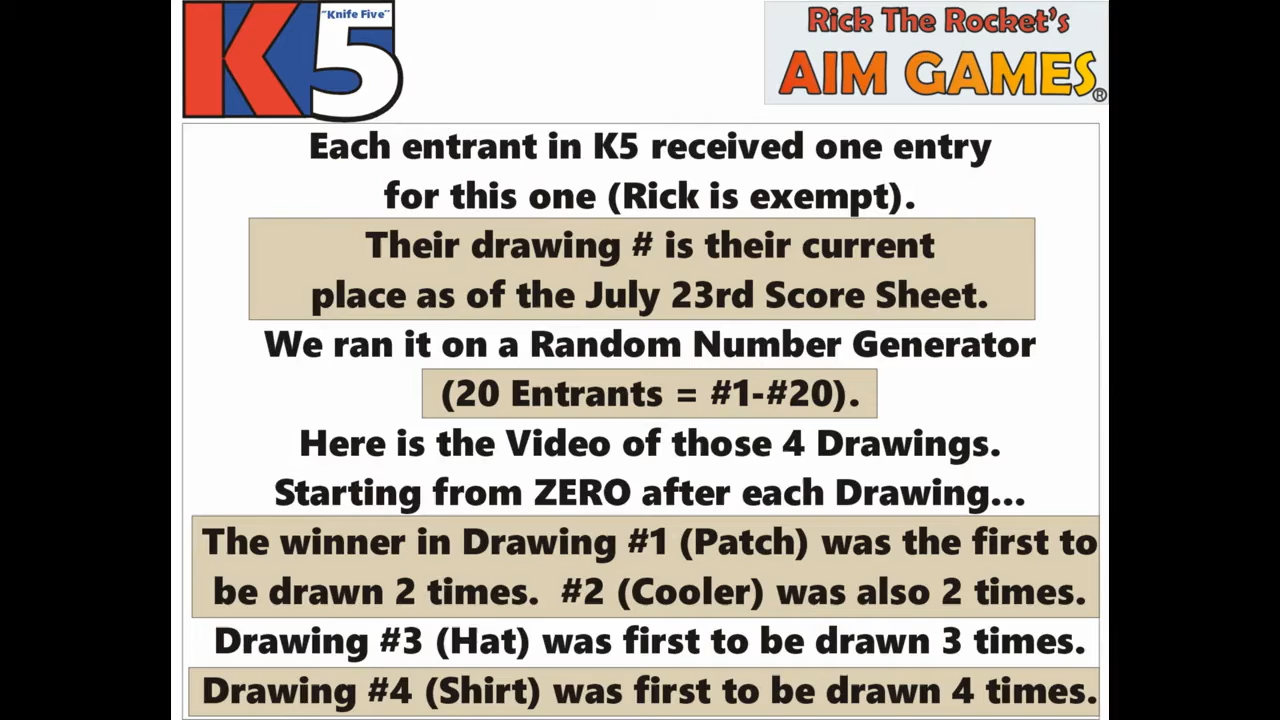 "Knife Five"
K5
Rick The Rocket's
AIM GAMES®
Each entrant in K5 received one entry
for this one (Rick is exempt).
Their drawing # is their current
place as of the July 23rd Score Sheet.
We ran it on a Random Number Generator
(20 Entrants = #1-#20).
Here is the Video of those 4 Drawings.
Starting from ZERO after each Drawing...
The winner in Drawing #1 (Patch) was the first to
be drawn 2 times.  #2 (Cooler) was also 2 times.
Drawing #3 (Hat) was first to be drawn 3 times.
Drawing #4 (Shirt) was first to be drawn 4 times.